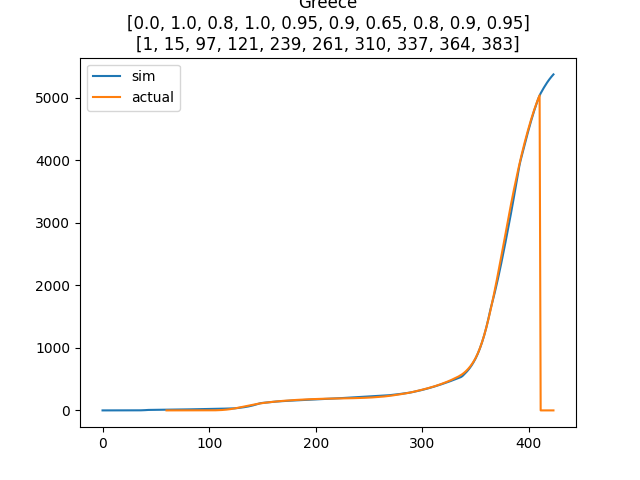 Greece
[0.0, 1.0, 0.8, 1.0, 0.95, 0.9, 0.65, 0.8, 0.9, 0.95]
[1, 15, 97, 121, 239, 261, 310, 337, 364, 383]
sim
actual
5000
4000
3000
2000
1000
0
0 100 200 300 400